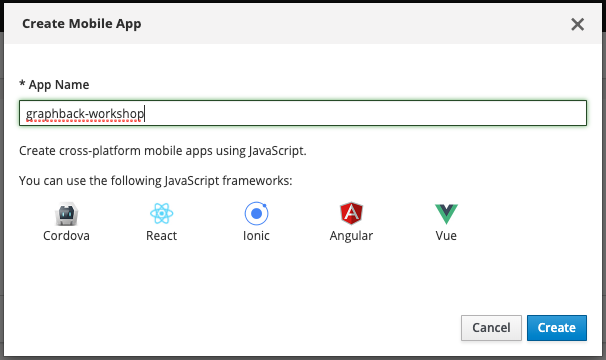 Create Mobile App
* App Name
graphback-workshop
Create cross-platform mobile apps using JavaScript.
You can use the following JavaScript frameworks:
Cordova React Ionic Angular Vue
Cancel Create